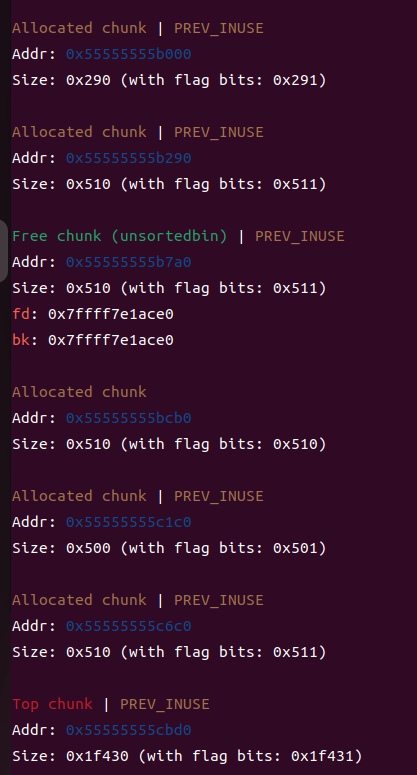 Allocated chunk | PREV_INUSE
Addr: 0x55555555b000
Size: 0x290 (with flag bits: 0x291)
Allocated chunk | PREV_INUSE
Addr: 0x55555555b290
Size: 0x510 (with flag bits: 0x511)
Free chunk (unsortedbin) | PREV_INUSE
Addr: 0x55555555b7a0
Size: 0x510 (with flag bits: 0x511)
fd: 0x7ffff7e1ace0
bk: 0x7ffff7e1ace0
Allocated chunk
Addr: 0x55555555bcb0
Size: 0x510 (with flag bits: 0x510)
Allocated chunk | PREV_INUSE
Addr: 0x55555555c1c0
Size: 0x500 (with flag bits: 0x501)
Allocated chunk | PREV_INUSE
Addr: 0x55555555c6c0
Size: 0x510 (with flag bits: 0x511)
Top chunk | PREV_INUSE
Addr: 0x55555555cbd0
Size: 0x1f430 (with flag bits: 0x1f431)